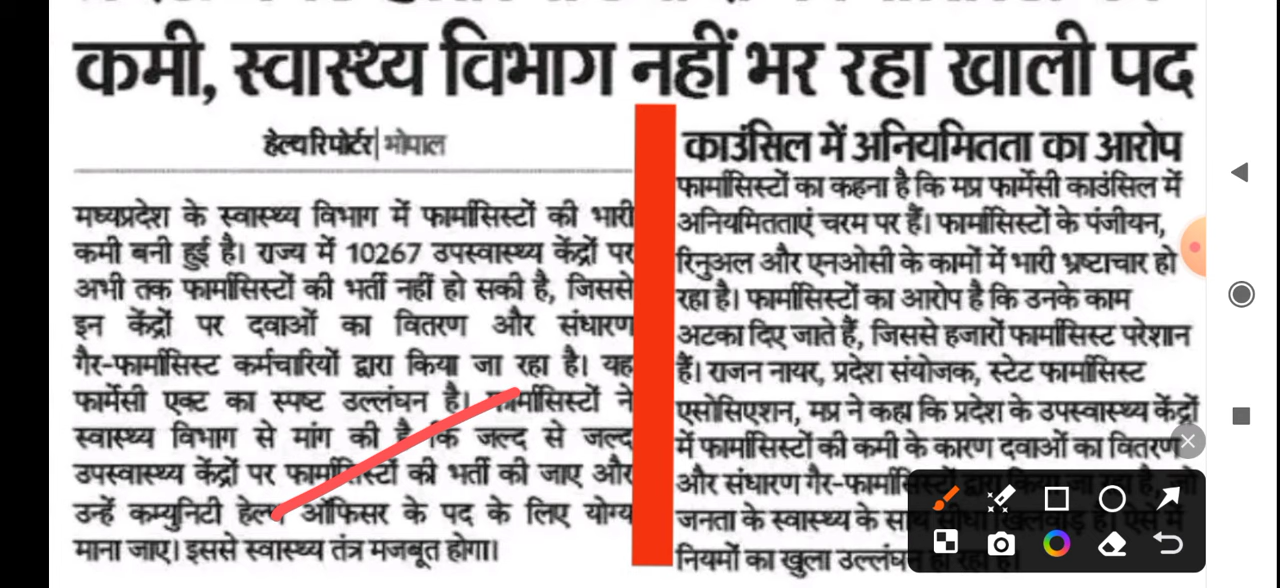 कमी, स्वास्थ्य विभाग नहीं भर रहा खाली पद
हेल्थ रिपोर्टर| भोपाल
मध्यप्रदेश के स्वास्थ्य विभाग में फार्मासिस्टों की भारी
कमी बनी हुई है। राज्य में 10267 उपस्वास्थ्य केंद्रों पर
अभी तक फार्मासिस्टों की भर्ती नहीं हो सकी है, जिससे
इन केंद्रों पर दवाओं का वितरण और संधारण
गैर-फार्मासिस्ट कर्मचारियों द्वारा किया जा रहा है। यह
फार्मेसी एक्ट का स्पष्ट उल्लंघन है। फार्मासिस्टों ने
स्वास्थ्य विभाग से मांग की है कि जल्द से जल्द
उपस्वास्थ्य केंद्रों पर फार्मासिस्टों की भर्ती की जाए और
उन्हें कम्युनिटी हेल्थ ऑफिसर के पद के लिए योग्य
माना जाए। इससे स्वास्थ्य तंत्र मजबूत होगा।
काउंसिल में अनियमितता का आरोप
फार्मासिस्टों का कहना है कि मप्र फार्मेसी काउंसिल में
अनियमितताएं चरम पर हैं। फार्मासिस्टों के पंजीयन,
रिनुअल और एनओसी के कामों में भारी भ्रष्टाचार हो
रहा है। फार्मासिस्टों का आरोप है कि उनके काम
अटका दिए जाते हैं, जिससे हजारों फार्मासिस्ट परेशान
हैं। राजन नायर, प्रदेश संयोजक, स्टेट फार्मासिस्ट
एसोसिएशन, मप्र ने कहा कि प्रदेश के उपस्वास्थ्य केंद्रों
में फार्मासिस्टों की कमी के कारण दवाओं का वितरण
और संधारण गैर-फार्मासिस्टों द्वारा किया जा रहा है, जो
जनता के स्वास्थ्य के साथ सीधा खिलवाड़ है। ऐसे में
नियमों का खुला उल्लंघन हो रहा है।